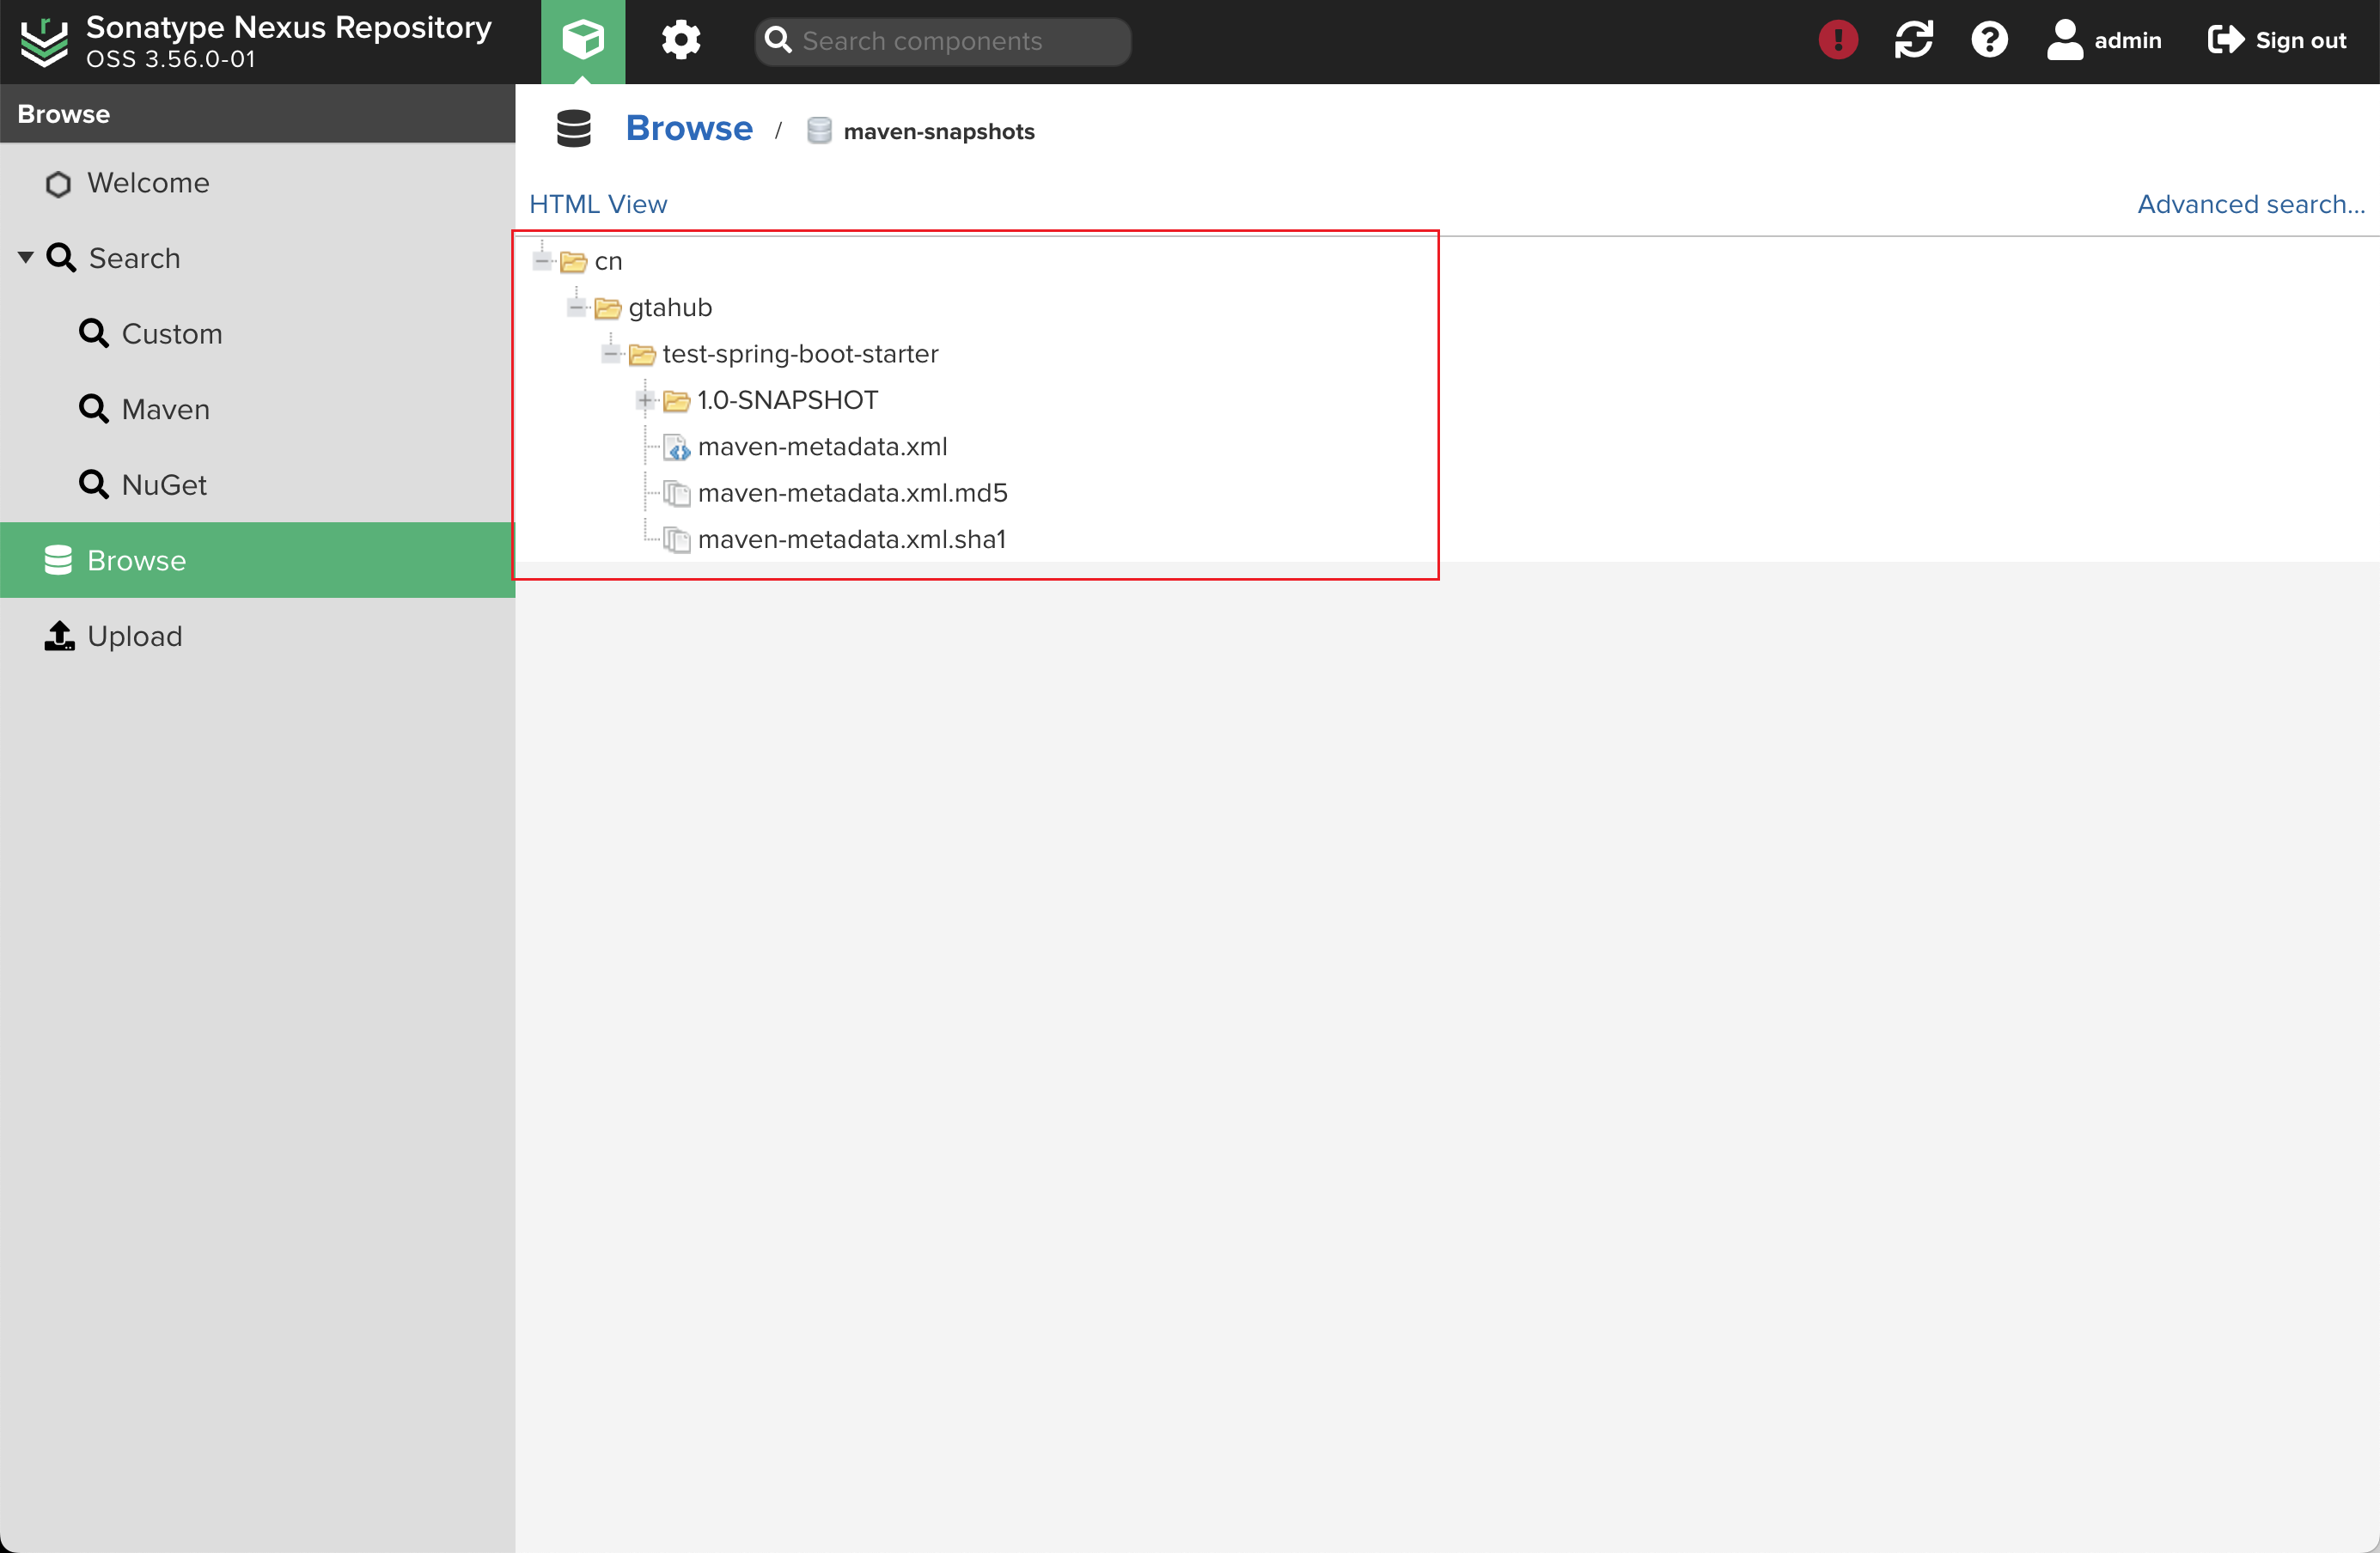 Sonatype Nexus Repository
OSS 3.56.0-01
Search components
admin
Sign out
Browse
Welcome
Search
Custom
Maven
NuGet
Browse
Upload
Browse / maven-snapshots
HTML View
Advanced search...
cn
gtahub
test-spring-boot-starter
1.0-SNAPSHOT
maven-metadata.xml
maven-metadata.xml.md5
maven-metadata.xml.sha1